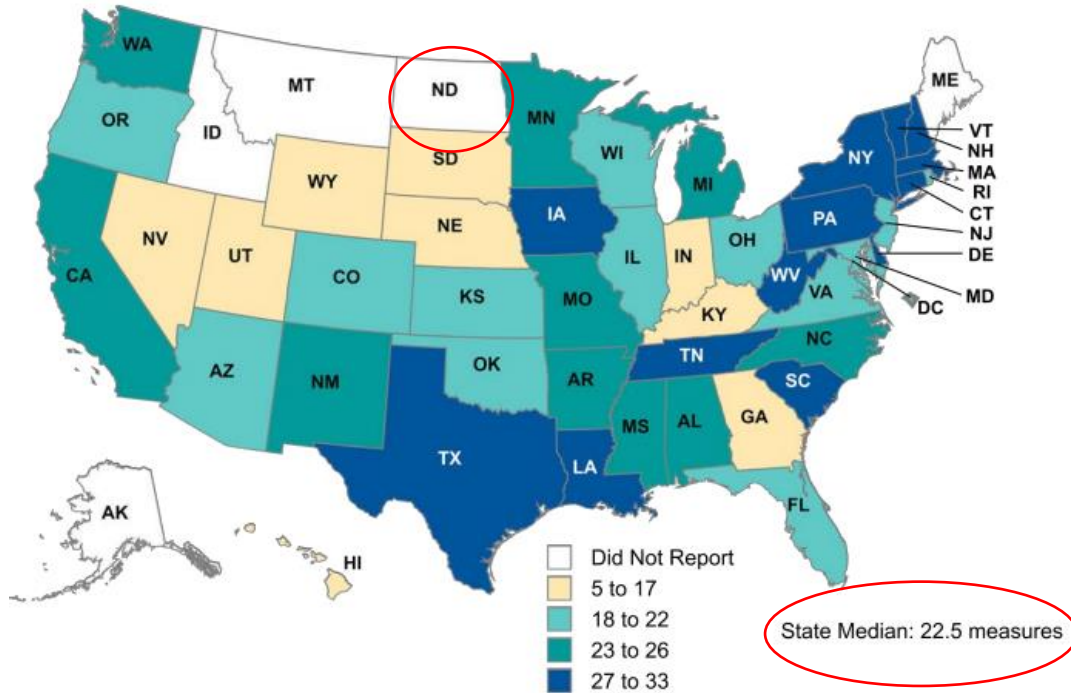 WA
MT
ND
ME
OR
ID
MN
VT
NH
SD
WI
NY
MA
WY
MI
RI
CT
IA
PA
NJ
NE
NV
UT
IL
IN
OH
DE
CA
CO
WV
VA
MD
KS
MO
KY
DC
NC
TN
AZ
NM
OK
AR
SC
MS
AL
GA
TX
LA
FL
AK
HI
Did Not Report
5 to 17
18 to 22
23 to 26
27 to 33
State Median: 22.5 measures